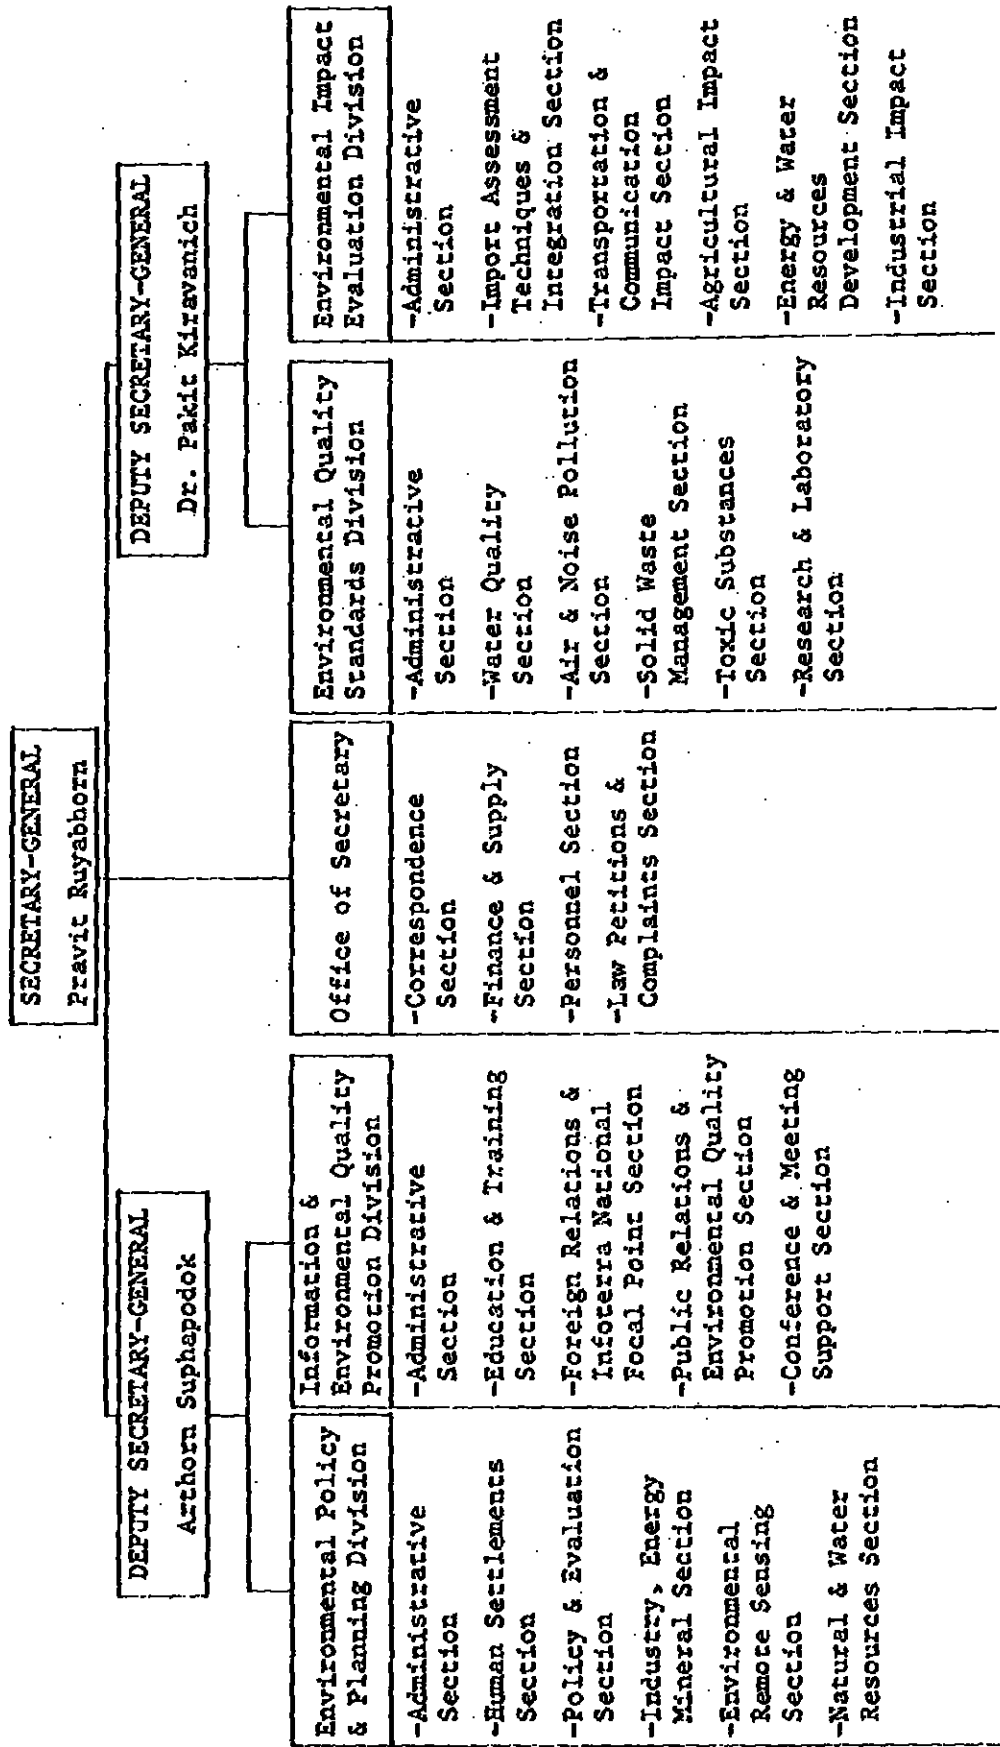 SECRETARY-GENERAL
Pravit Ruyabhorn
DEPUTY SECRETARY-GENERAL
Arthorn Suphapodok
DEPUTY SECRETARY-GENERAL
Dr. Pakit Kiravanich
Environmental Policy
& Planning Division
-Administrative
Section
-Human Settlements
Section
-Policy & Evaluation
Section
-Industry, Energy
Mineral Section
-Environmental
Remote Sensing
Section
-Natural & Water
Resources Section
Information &
Environmental Quality
Promotion Division
-Administrative
Section
-Education & Training
Section
-Foreign Relations &
Infoterra National
Focal Point Section
-Public Relations &
Environmental Quality
Promotion Section
-Conference & Meeting
Support Section
Office of Secretary
-Correspondence
Section
-Finance & Supply
Section
-Personnel Section
-Law Petitions &
Complaints Section
Environmental Quality
Standards Division
-Administrative
Section
-Water Quality
Section
-Air & Noise Pollution
Section
-Solid Waste
Management Section
-Toxic Substances
Section
-Research & Laboratory
Section
Environmental Impact
Evaluation Division
-Administrative
Section
-Import Assessment
Techniques &
Integration Section
-Transportation &
Communication
Impact Section
-Agricultural Impact
Section
-Energy & Water
Resources
Development Section
-Industrial Impact
Section